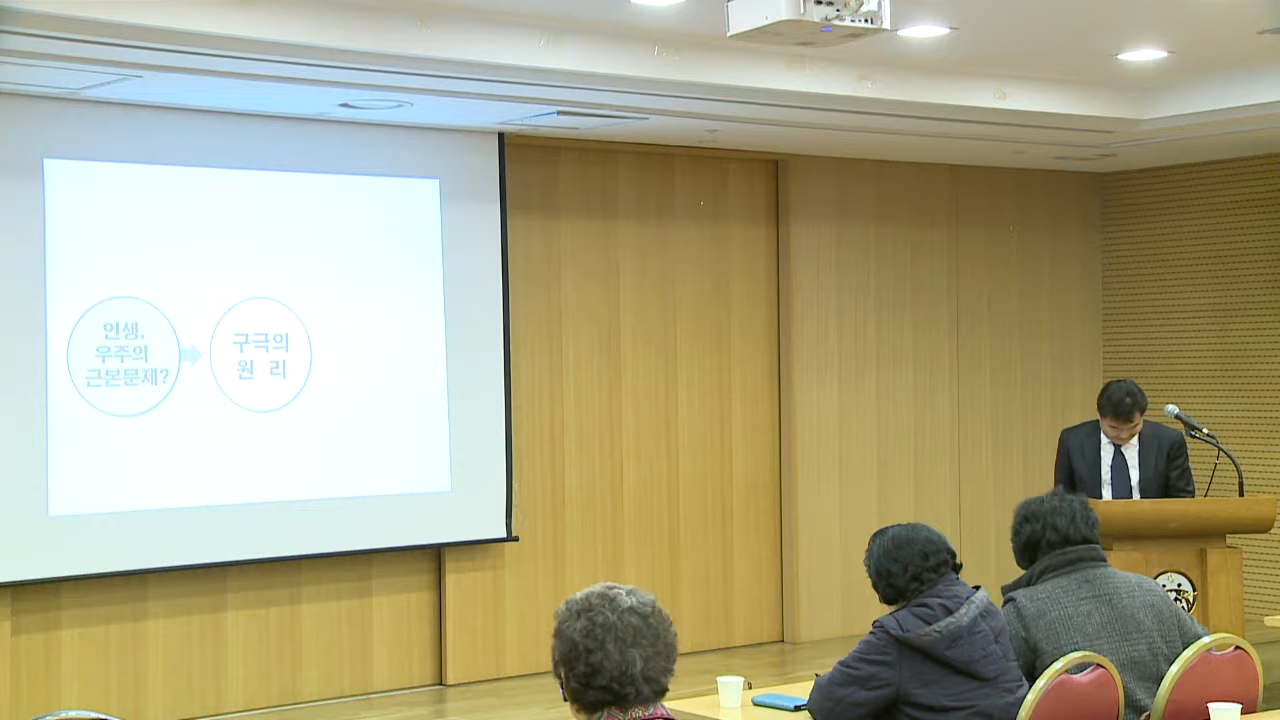 인생,
우주의
근본문제?
구극의
원 리